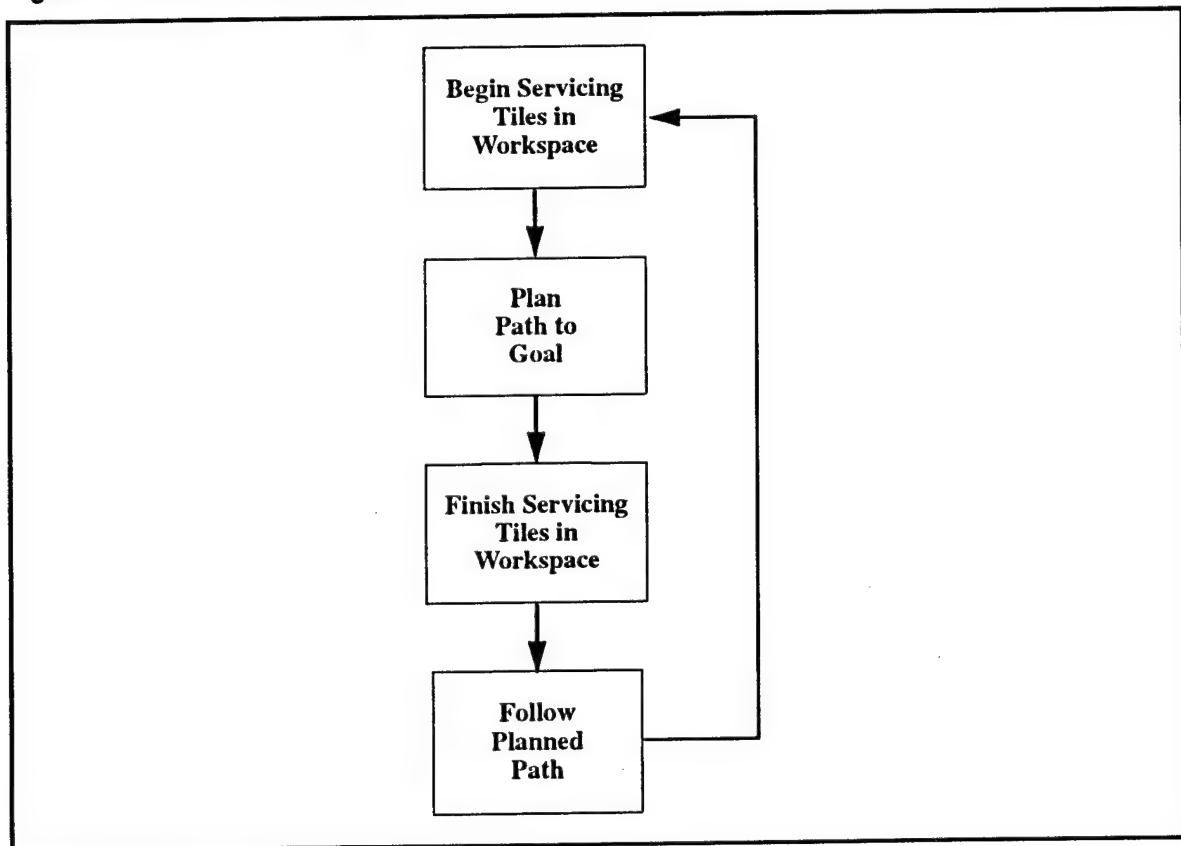 Begin Servicing
Tiles in
Workspace
Plan
Path to
Goal
Finish Servicing
Tiles in
Workspace
Follow
Planned
Path